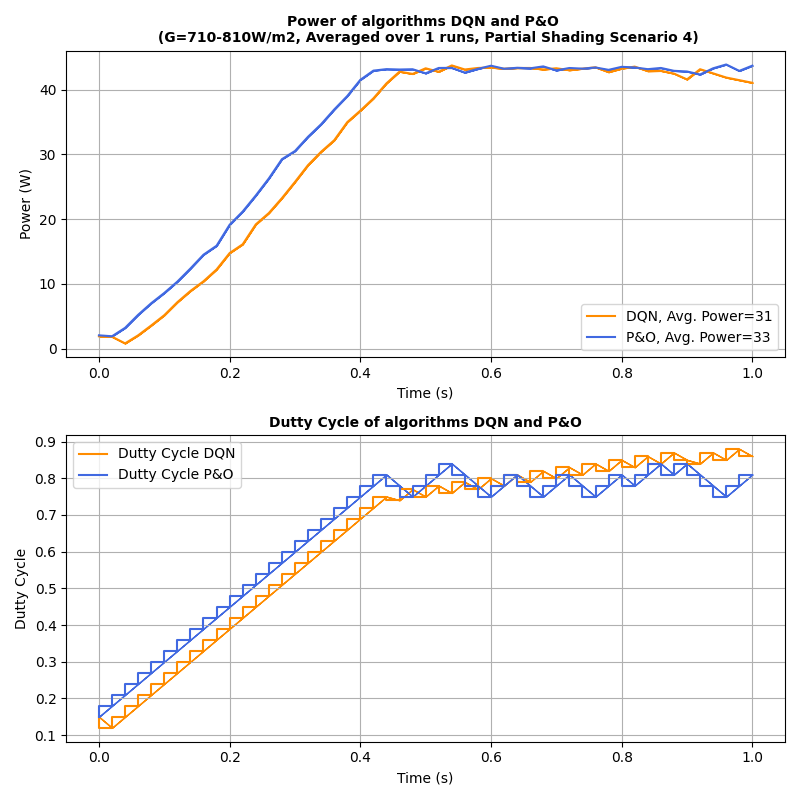 Power of algorithms DQN and P&O
(G=710-810W/m2, Averaged over 1 runs, Partial Shading Scenario 4)
Power (W)
40
30
20
10
0
0.0 0.2 0.4 0.6 0.8 1.0
Time (s)
DQN, Avg. Power=31
P&O, Avg. Power=33
Dutty Cycle of algorithms DQN and P&O
Dutty Cycle
0.9
0.8
0.7
0.6
0.5
0.4
0.3
0.2
0.1
0.0 0.2 0.4 0.6 0.8 1.0
Time (s)
Dutty Cycle DQN
Dutty Cycle P&O